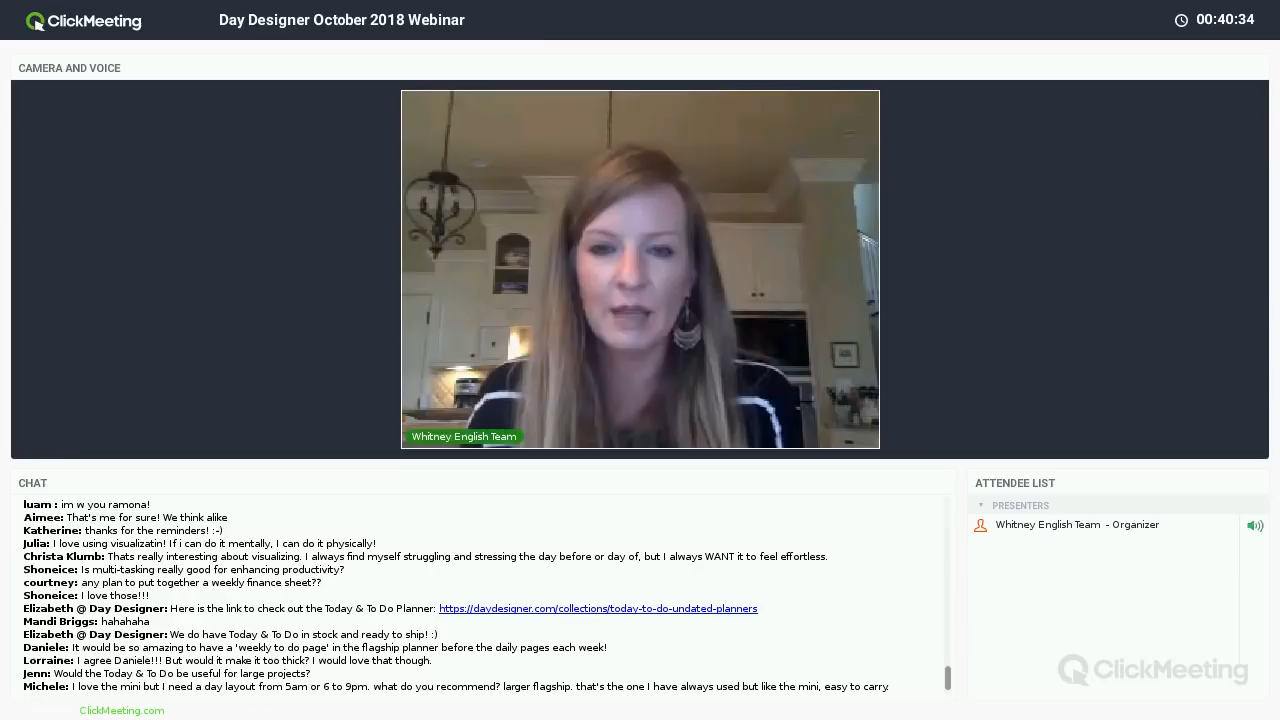 ClickMeeting
Day Designer October 2018 Webinar
00:40:34
CAMERA AND VOICE
Whitney English Team
CHAT
luam : im w you ramona!
Aimee: That's me for sure! We think alike
Katherine: thanks for the reminders! :-)
Julia: I love using visualizatin! If i can do it mentally, I can do it physically!
Christa Klumb: Thats really interesting about visualizing. I always find myself struggling and stressing the day before or day of, but I always WANT it to feel effortless.
Shoneice: Is multi-tasking really good for enhancing productivity?
courtney: any plan to put together a weekly finance sheet??
Shoneice: I love those!!!
Elizabeth @ Day Designer: Here is the link to check out the Today & To Do Planner: https://daydesigner.com/collections/today-to-do-undated-planners
Mandi Briggs: hahahaha
Elizabeth @ Day Designer: We do have Today & To Do in stock and ready to ship! :)
Daniele: It would be so amazing to have a 'weekly to do page' in the flagship planner before the daily pages each week!
Lorraine: I agree Daniele!!! But would it make it too thick? I would love that though.
Jenn: Would the Today & To Do be useful for large projects?
Michele: I love the mini but I need a day layout from 5am or 6 to 9pm. what do you recommend? larger flagship. that's the one I have always used but like the mini, easy to carry.
ATTENDEE LIST
PRESENTERS
Whitney English Team - Organizer
ClickMeeting
ClickMeeting.com